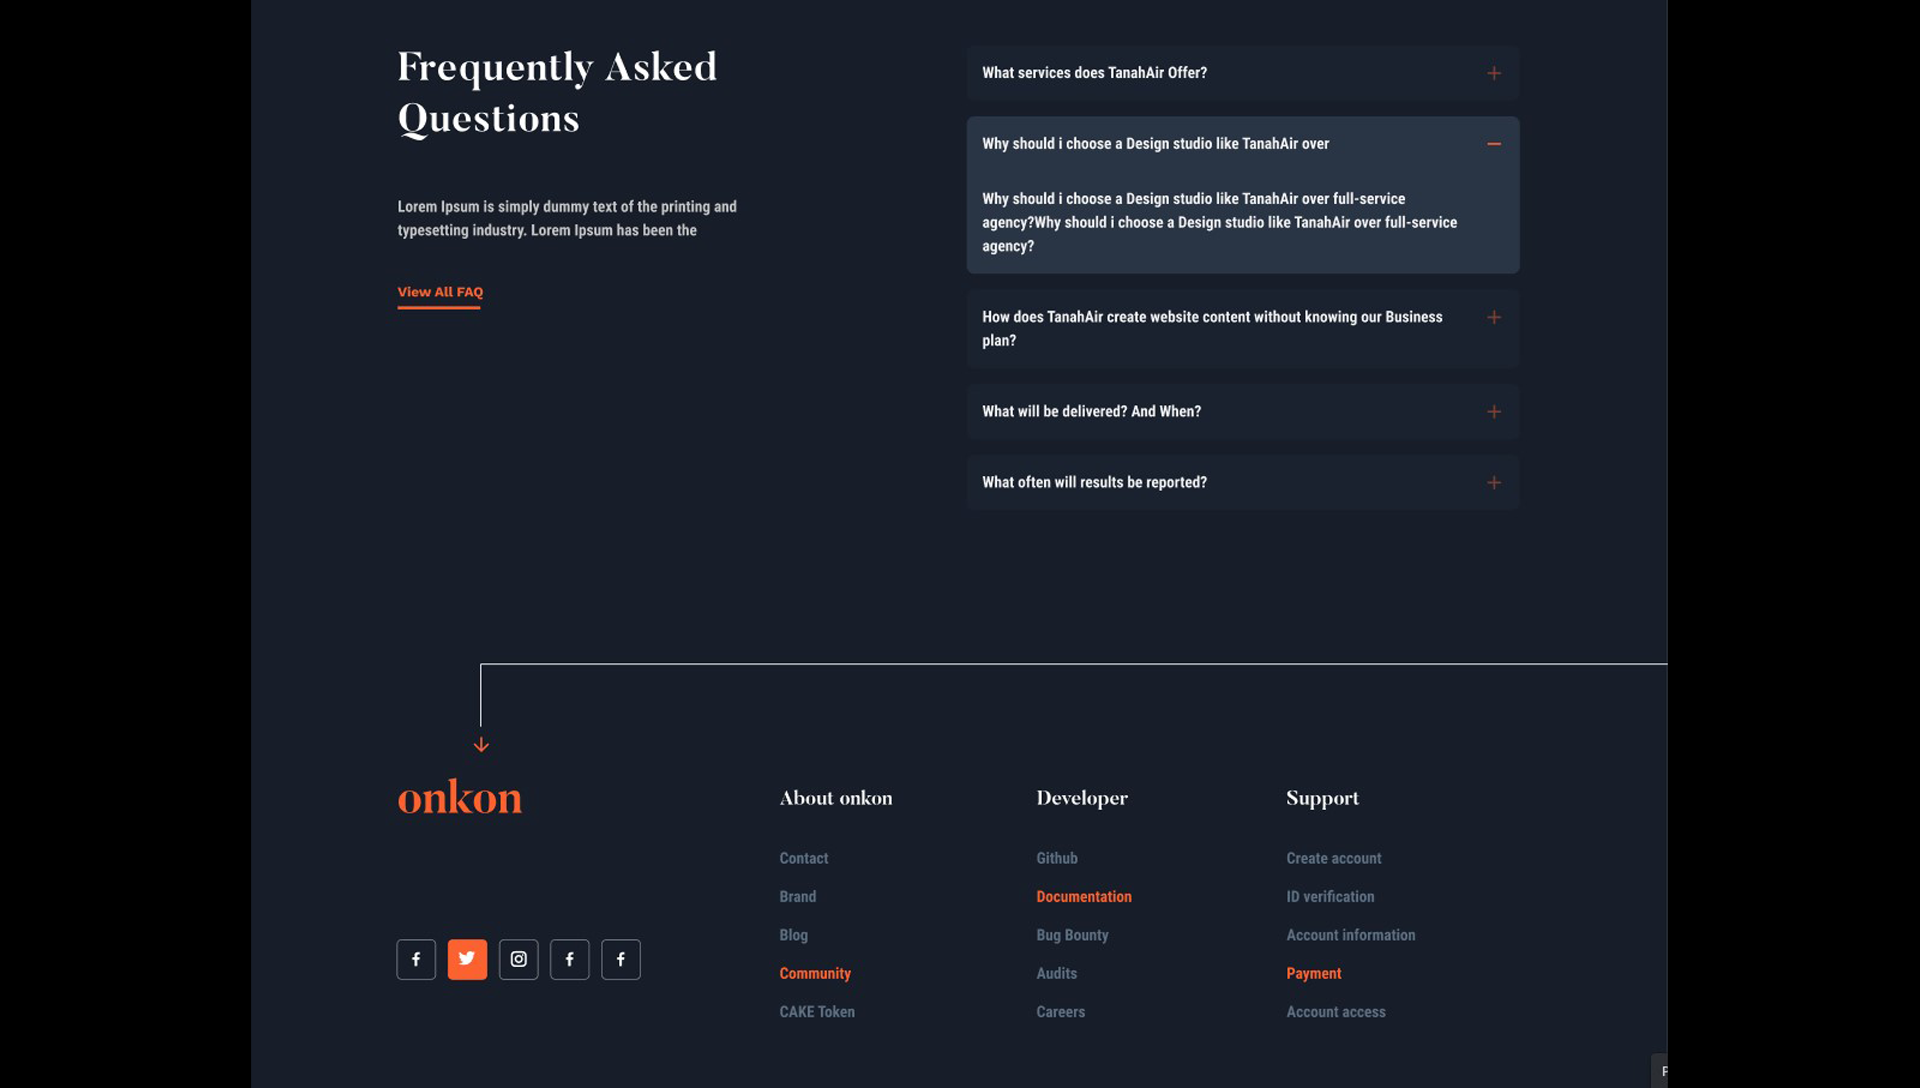 Frequently Asked
Questions
Lorem Ipsum is simply dummy text of the printing and
typesetting industry. Lorem Ipsum has been the
View All FAQ
What services does TanahAir Offer?
Why should i choose a Design studio like TanahAir over
Why should i choose a Design studio like TanahAir over full-service
agency?Why should i choose a Design studio like TanahAir over full-service
agency?
How does TanahAir create website content without knowing our Business
plan?
What will be delivered? And When?
What often will results be reported?
onkon
About onkon
Contact
Brand
Blog
Community
CAKE Token
Developer
Github
Documentation
Bug Bounty
Audits
Careers
Support
Create account
ID verification
Account information
Payment
Account access